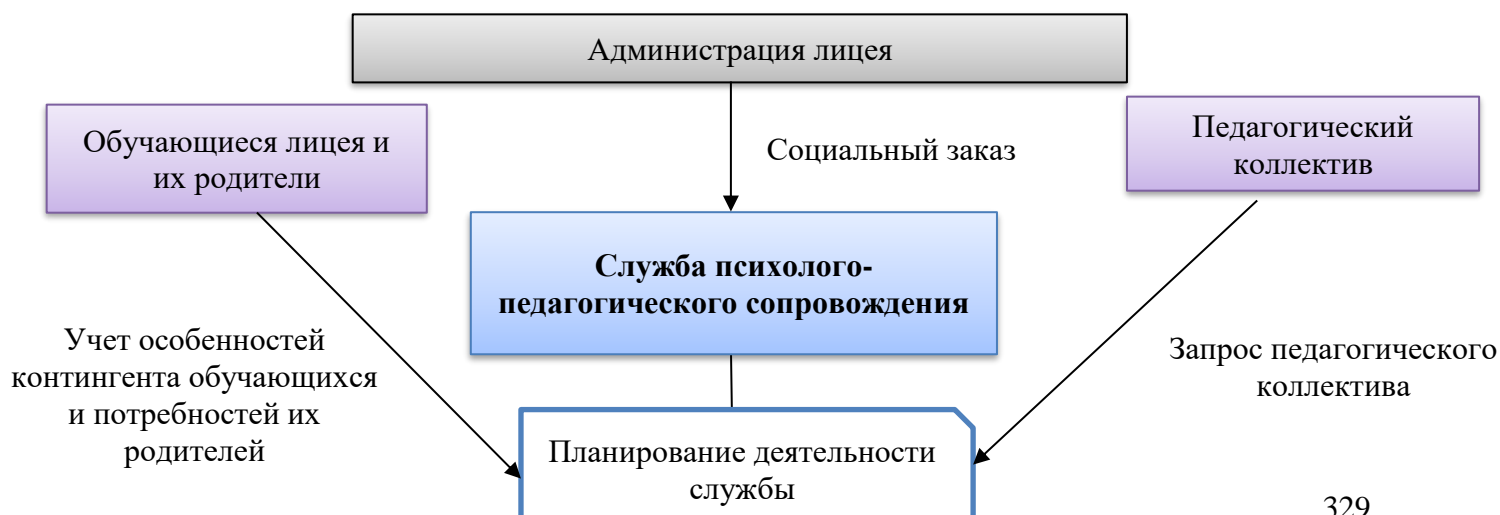 Администрация лицея
Обучающиеся лицея и
их родители
Социальный заказ
Педагогический
коллектив
Служба психолого-
педагогического сопровождения
Учет особенностей
контингента обучающихся
и потребностей их
родителей
Запрос педагогического
коллектива
Планирование деятельности
службы
329